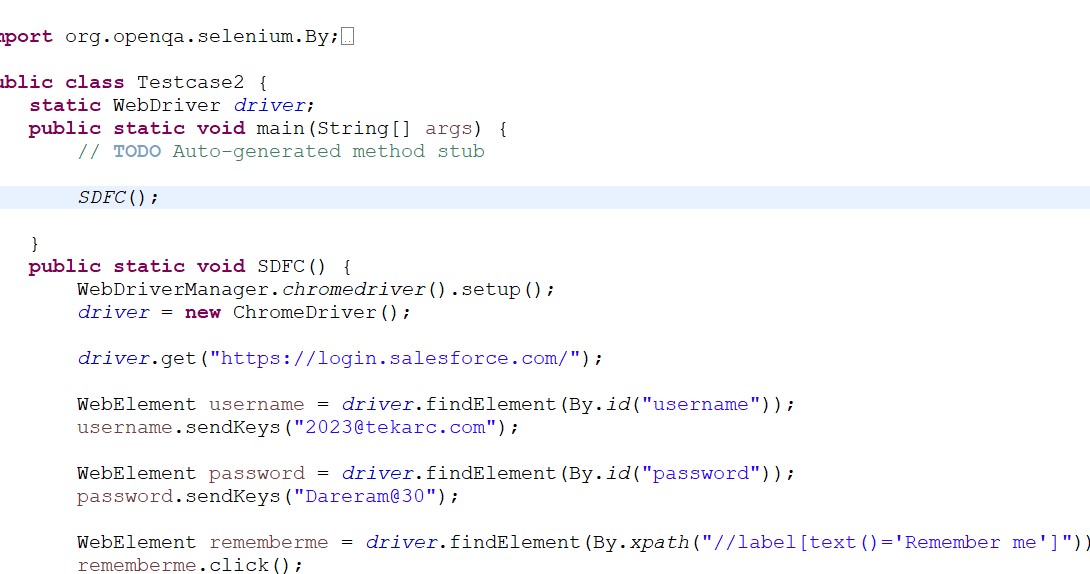 mport org.openqa.selenium.By;
ublic class Testcase2 {
static WebDriver driver;
public static void main(String[] args) {
// TODO Auto-generated method stub
SDFC();
}
public static void SDFC() {
WebDriverManager.chromedriver().setup();
driver = new ChromeDriver();
driver.get("https://login.salesforce.com/");
WebElement username = driver.findElement(By.id("username"));
username.sendKeys("2023@tekarc.com");
WebElement password = driver.findElement(By.id("password"));
password.sendKeys("Dareram@30");
WebElement rememberme = driver.findElement(By.xpath("//label[text()='Remember me']"))
rememberme.click();